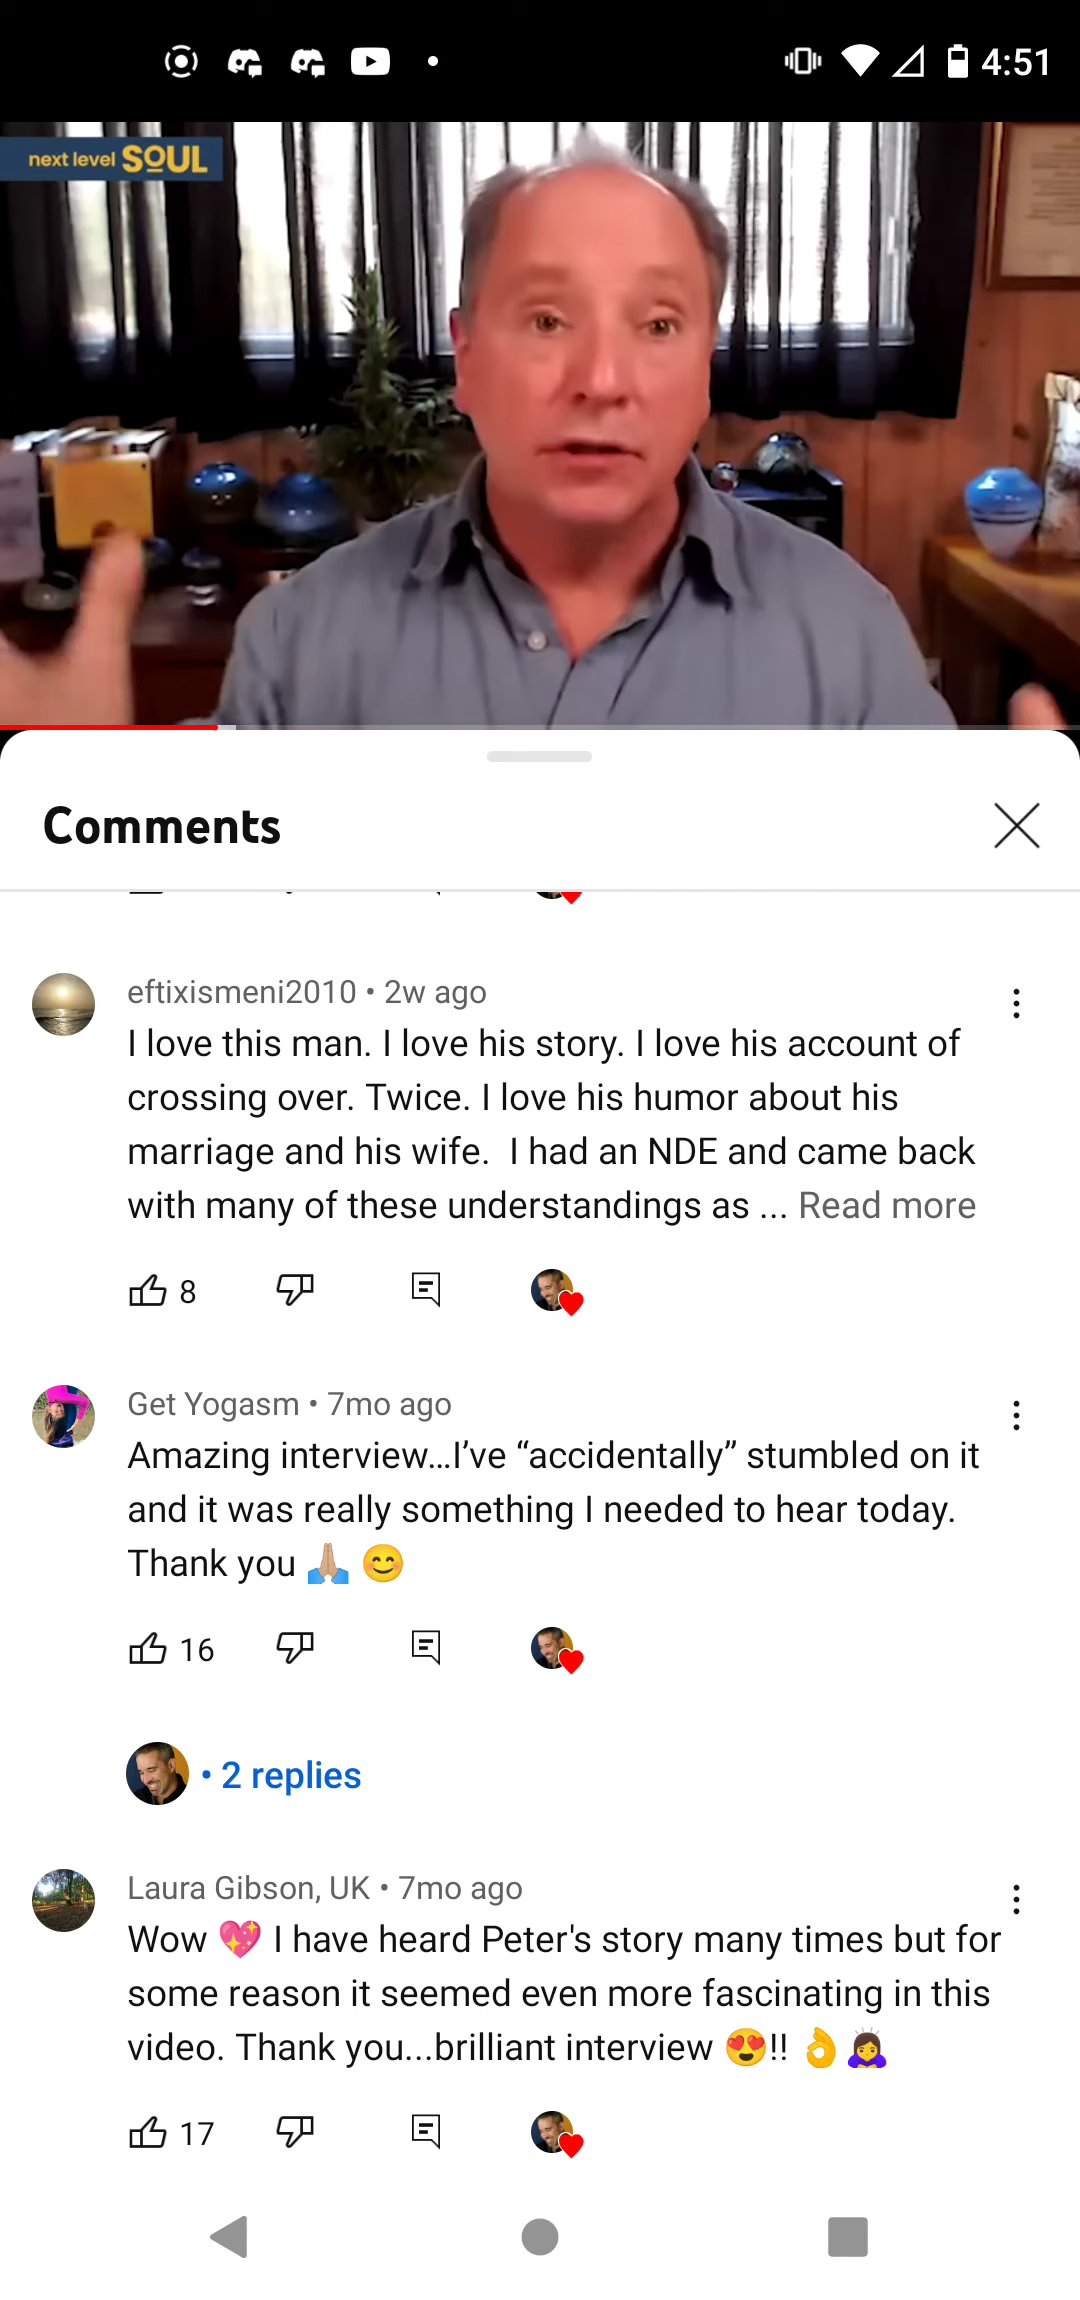 4:51
next level SOUL
Comments
eftixismeni2010 • 2w ago
I love this man. I love his story. I love his account of
crossing over. Twice. I love his humor about his
marriage and his wife.  I had an NDE and came back
with many of these understandings as ... Read more
8
Get Yogasm • 7mo ago
Amazing interview…I’ve “accidentally” stumbled on it
and it was really something I needed to hear today.
Thank you 🙏🏼 😊
16
• 2 replies
Laura Gibson, UK • 7mo ago
Wow 💖 I have heard Peter's story many times but for
some reason it seemed even more fascinating in this
video. Thank you...brilliant interview 😍!! 👌🙇‍♀️
17